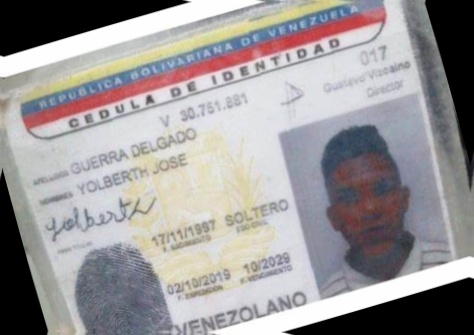 REPUBLICA BOLIVARIANA DE VENEZUELA
CEDULA DE IDENTIDAD
V 30.751.881
017
Gustavo Vizcaino
Director
APELLIDOS GUERRA DELGADO
NOMBRES YOLBERTH JOSE
yolberth
17/11/1997 SOLTERO
F. NACIMIENTO EDO CIVIL
02/10/2019 10/2029
F. EXPEDICION F. VENC
VENEZOLANO